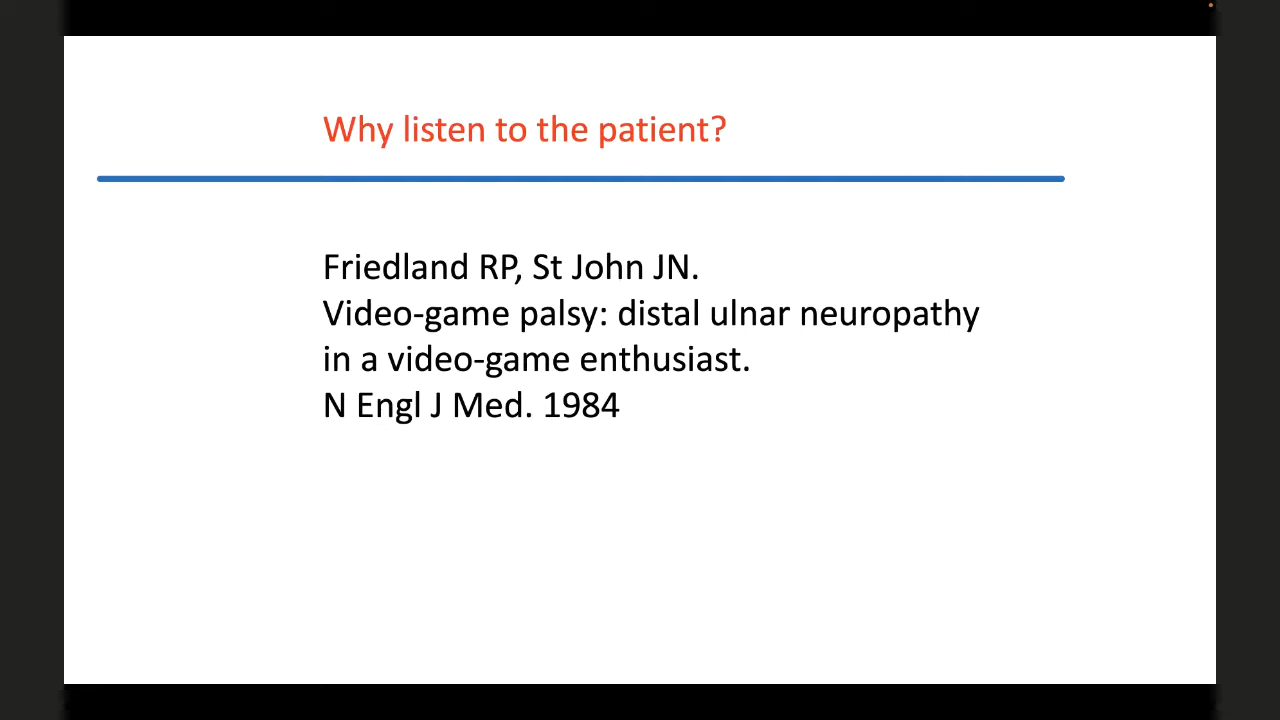 Why listen to the patient?
Friedland RP, St John JN.
Video-game palsy: distal ulnar neuropathy
in a video-game enthusiast.
N Engl J Med. 1984